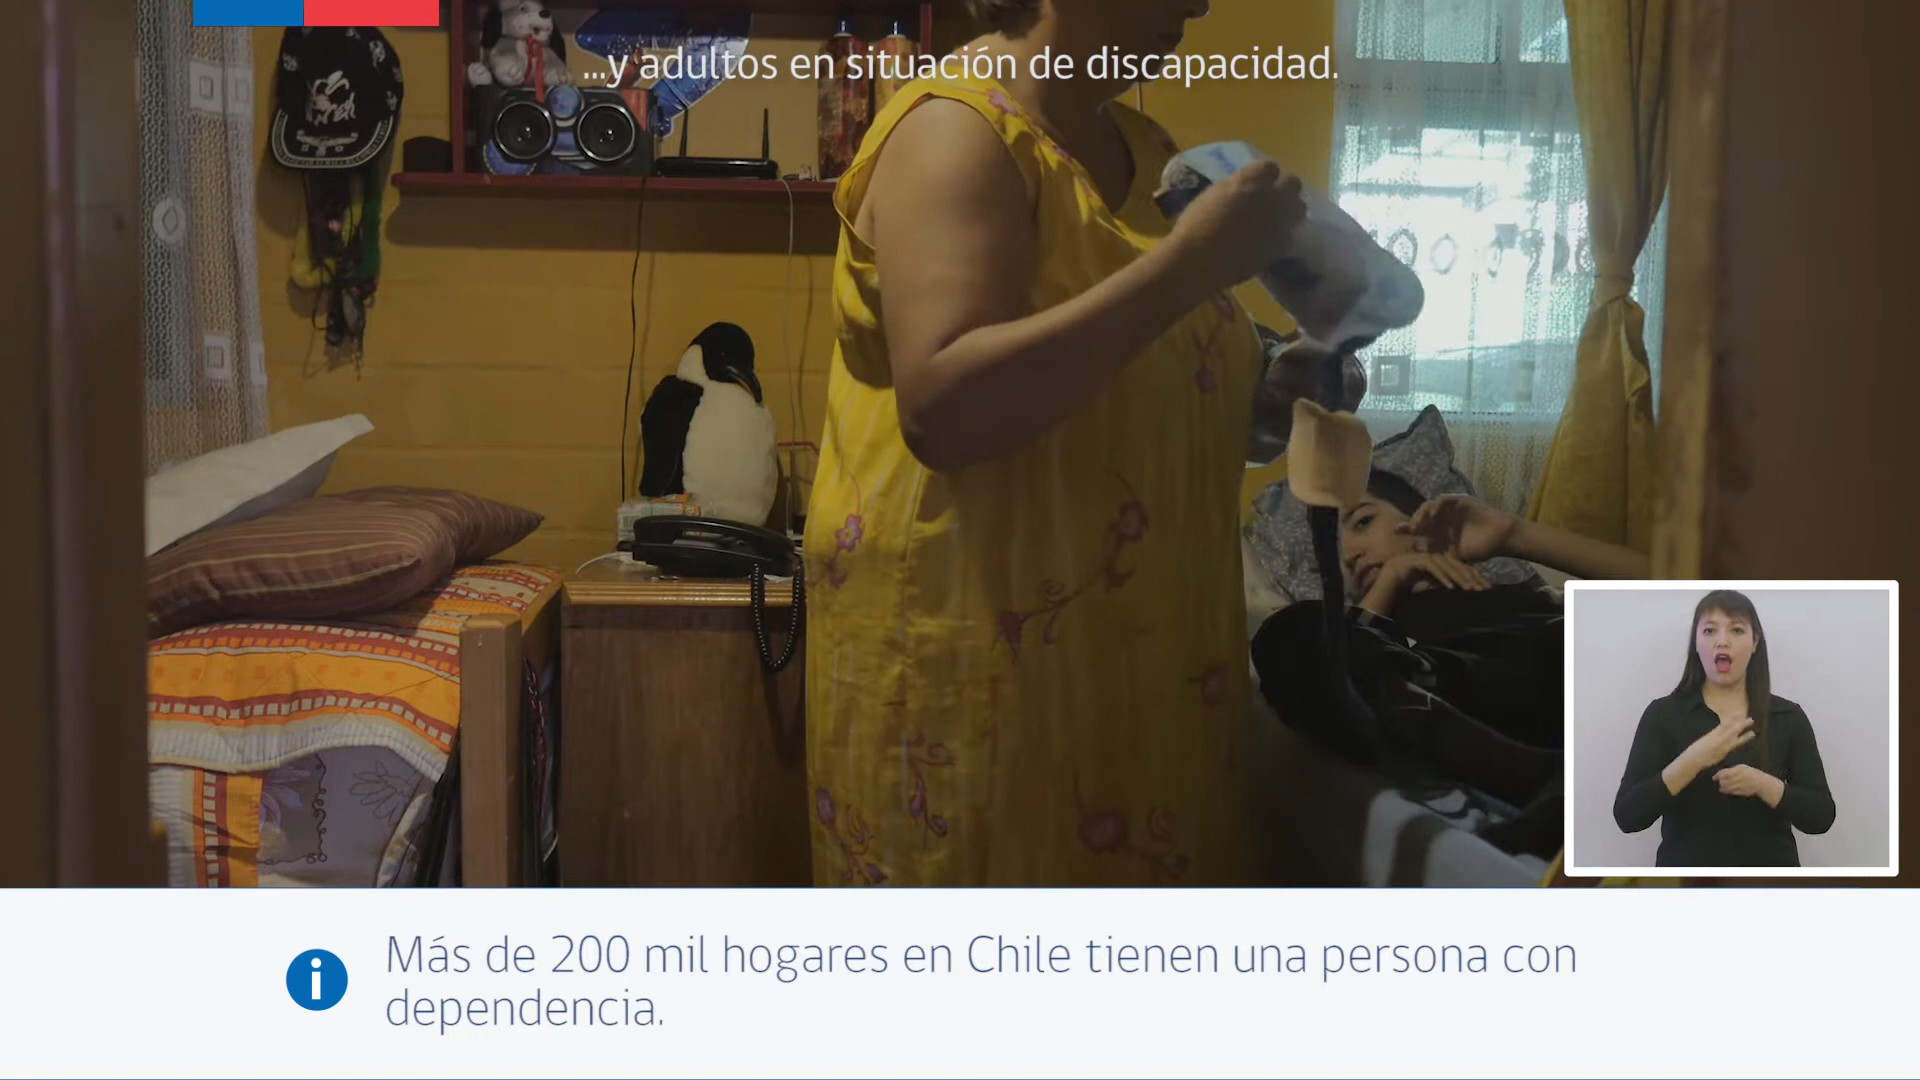 ...y adultos en situación de discapacidad.
Más de 200 mil hogares en Chile tienen una persona con
dependencia.